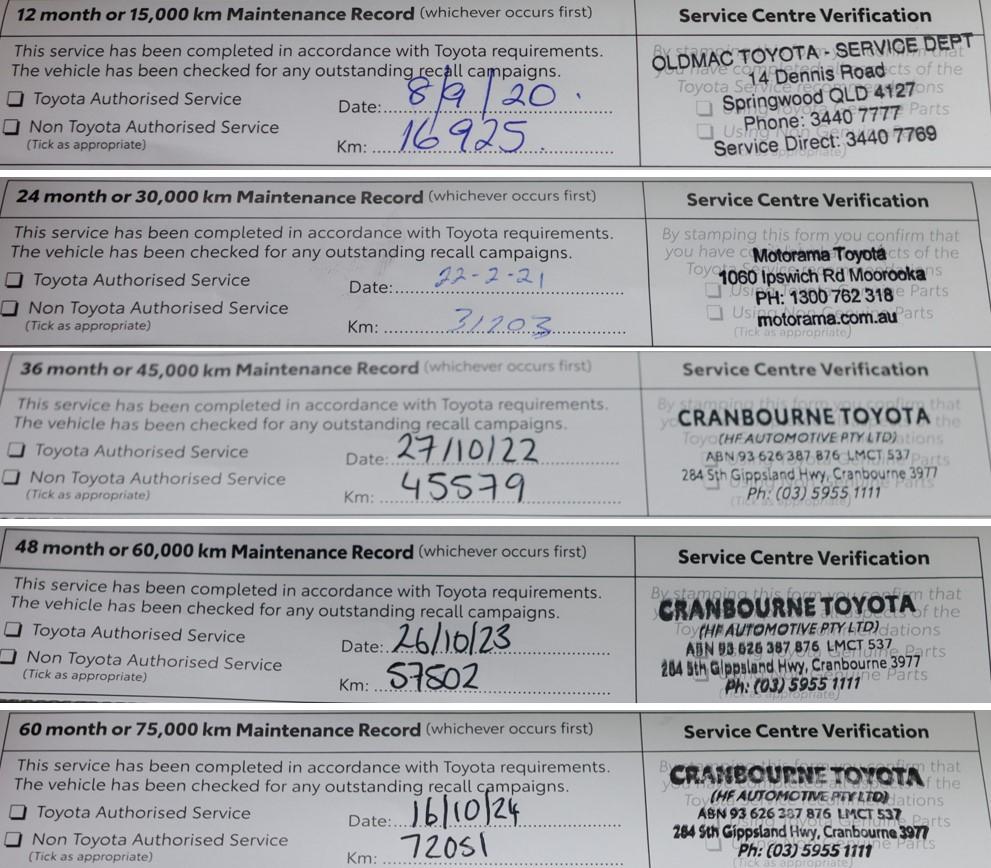 12 month or 15,000 km Maintenance Record (whichever occurs first)
Service Centre Verification
This service has been completed in accordance with Toyota requirements.
The vehicle has been checked for any outstanding recall campaigns.
Toyota Authorised Service
Non Toyota Authorised Service
(Tick as appropriate)
Date: 8/9/20.
Km: 16925.
OLDMAC TOYOTA - SERVICE DEPT
14 Dennis Road
Springwood QLD 4127
Phone: 3440 7777
Service Direct: 3440 7769
24 month or 30,000 km Maintenance Record (whichever occurs first)
Service Centre Verification
This service has been completed in accordance with Toyota requirements.
The vehicle has been checked for any outstanding recall campaigns.
Toyota Authorised Service
Non Toyota Authorised Service
(Tick as appropriate)
Date: 22-2-21
Km: 31203
By stamping this form you confirm that
Motorama Toyota
1060 Ipswich Rd Moorooka
PH: 1300 762 318
motorama.com.au
36 month or 45,000 km Maintenance Record (whichever occurs first)
Service Centre Verification
This service has been completed in accordance with Toyota requirements.
The vehicle has been checked for any outstanding recall campaigns.
Toyota Authorised Service
Non Toyota Authorised Service
(Tick as appropriate)
Date: 27/10/22
Km: 45579
CRANBOURNE TOYOTA
(HF AUTOMOTIVE PTY LTD)
ABN 93 626 387 876 LMCT 537
284 Sth Gippsland Hwy, Cranbourne 3977
Ph: (03) 5955 1111
48 month or 60,000 km Maintenance Record (whichever occurs first)
Service Centre Verification
This service has been completed in accordance with Toyota requirements.
The vehicle has been checked for any outstanding recall campaigns.
Toyota Authorised Service
Non Toyota Authorised Service
(Tick as appropriate)
Date: 26/10/23
Km: 57502
CRANBOURNE TOYOTA
(HF AUTOMOTIVE PTY LTD)
ABN 93 626 387 876 LMCT 537
284 Sth Gippsland Hwy, Cranbourne 3977
Ph: (03) 5955 1111
60 month or 75,000 km Maintenance Record (whichever occurs first)
Service Centre Verification
This service has been completed in accordance with Toyota requirements.
The vehicle has been checked for any outstanding recall campaigns.
Toyota Authorised Service
Non Toyota Authorised Service
(Tick as appropriate)
Date: 16/10/24
Km: 72051
CRANBOURNE TOYOTA
(HF AUTOMOTIVE PTY LTD)
ABN 93 626 387 876 LMCT 537
284 Sth Gippsland Hwy, Cranbourne 3977
Ph: (03) 5955 1111